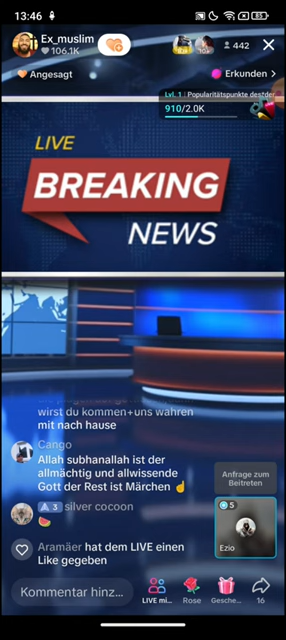 13:46
85
Ex_muslim
106.1K
442
Angesagt
Erkunden >
Lvl. 1 | Popularitätspunkte des
910/2.0K
LIVE
BREAKING
NEWS
wirst du kommen+uns wahren
mit nach hause
Cango
Allah subhanallah ist der
allmächtig und allwissende
Gott der Rest ist Märchen ☝️
3 silver cocoon
🍉
Aramäer hat dem LIVE einen
Like gegeben
Anfrage zum
Beitreten
5
Ezio
Kommentar hinz...
LIVE mi...
Rose
Gesche...
16